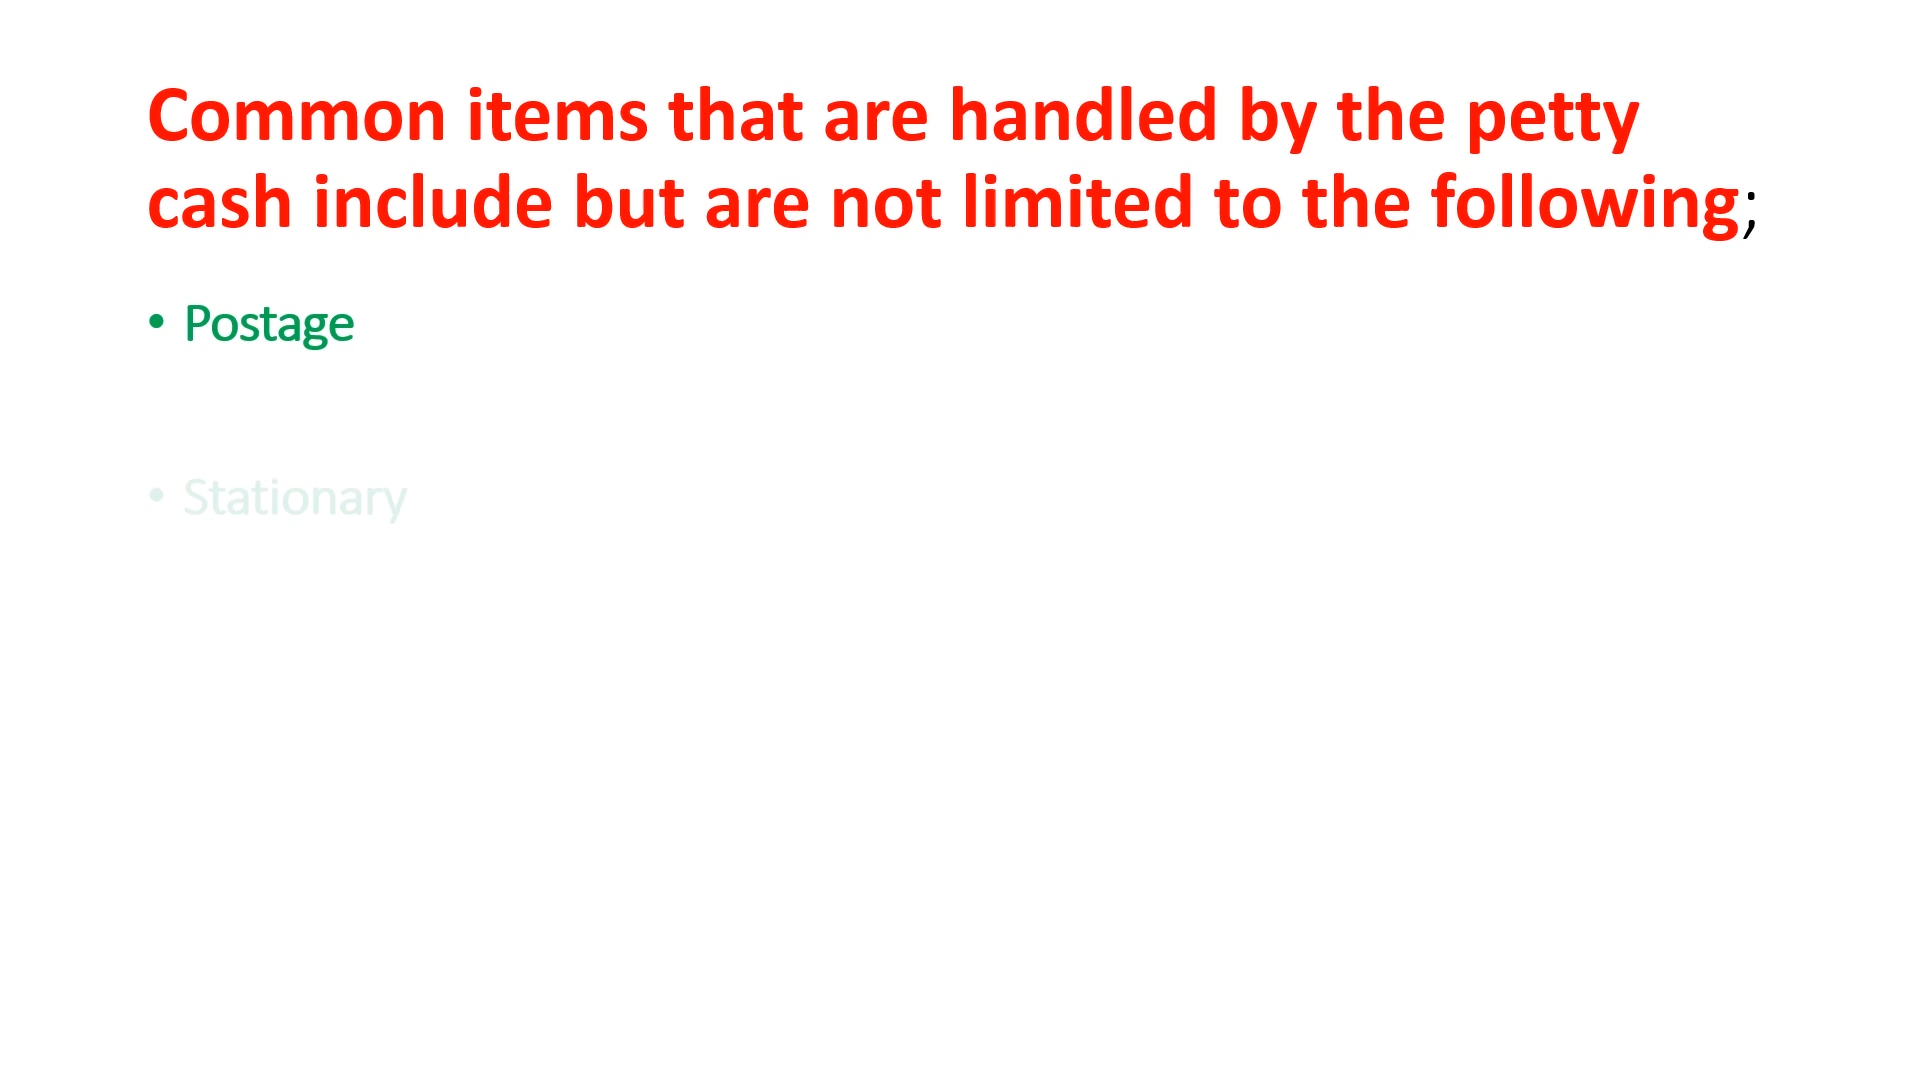 Common items that are handled by the petty
cash include but are not limited to the following;
• Postage
• Stationary